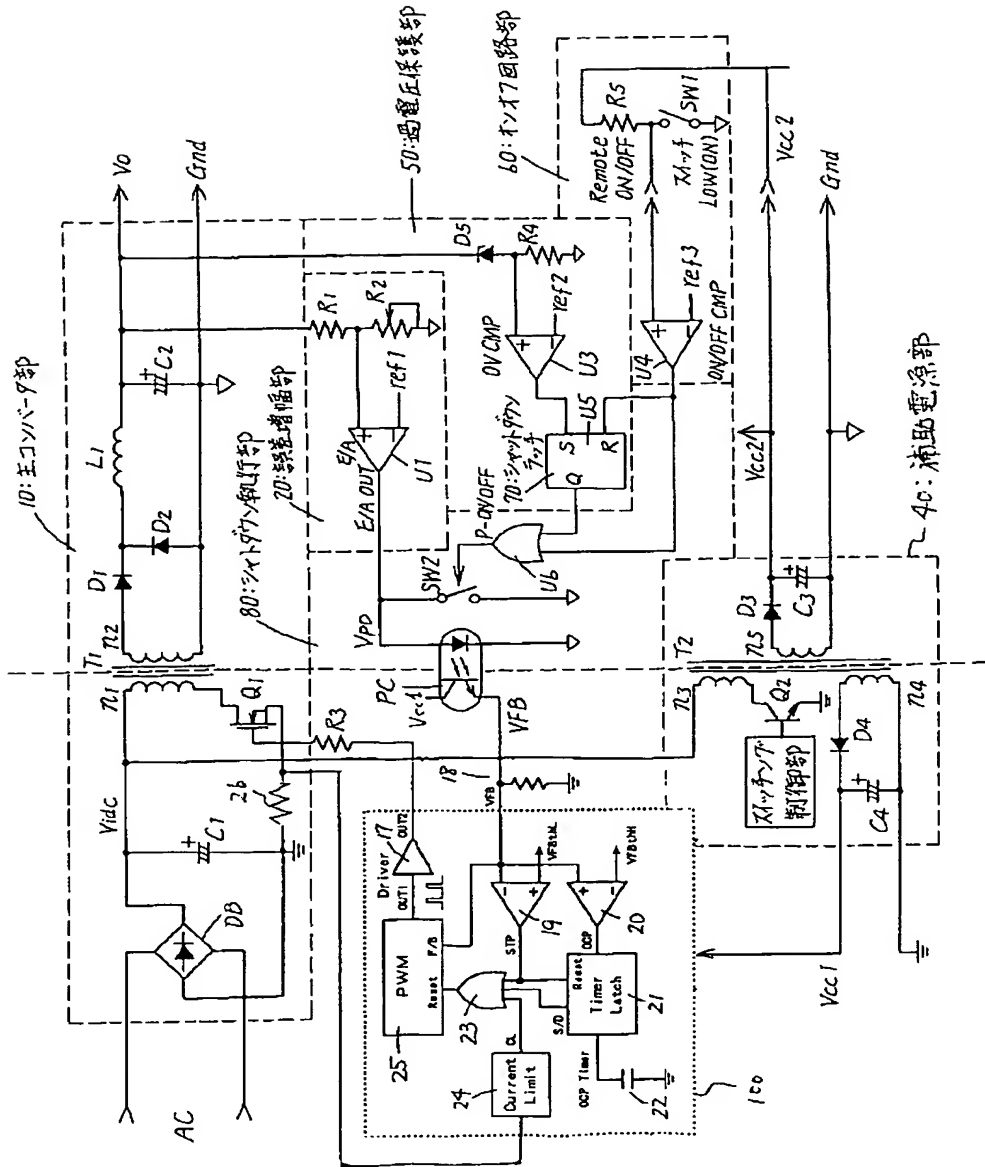 10:主コンバータ部
T1
n1
n2
D1
D2
L1
C2
Vo
Gnd
Vidc
C1
DB
AC
Q1
26
R3
50:過電圧保護部
80:シャットダウン執行部
20:誤差増幅部
R1
R2
ref1
E/A
U1
E/A OUT
D5
R4
ref2
OV CMP
U3
70:シャットダウン
ラッチ
S
Q
R
U5
P-ON/OFF
U6
SW2
VPD
PC
Vcc1
VFB
60:オンオフ回路部
R5
Remote
ON/OFF
スイッチ
LOW(ON)
SW1
ref3
U4
ON/OFF CMP
Vcc2
Vcc2
Gnd
18
VFB
Driver
17
OUT1
OUT2
PWM
F/B
Reset
25
23
19
STP
20
OCP
Reset
Timer
Latch
S/D
21
OCP Timer
22
CL
24
Current
Limit
100
40:補助電源部
T2
n3
n5
n4
D3
C3
Q2
スイッチング
制御部
D4
C4
Vcc1